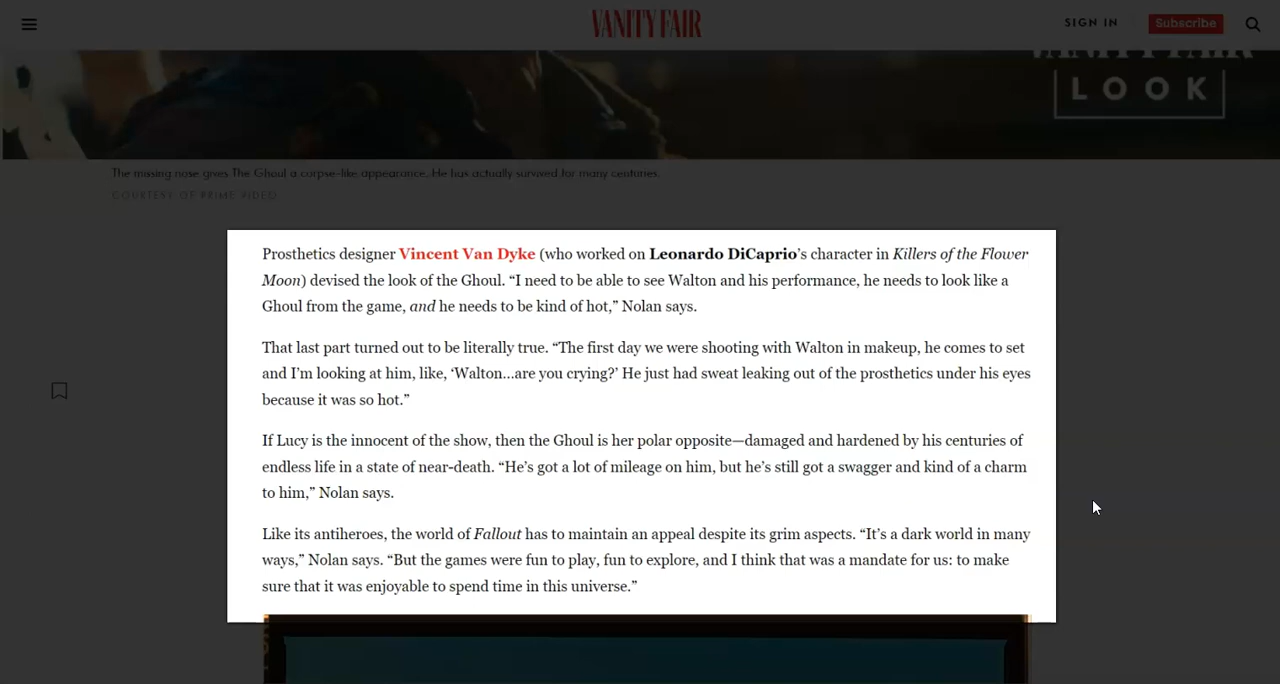 VANITY FAIR
SIGN IN
Subscribe
VANITY FAIR
LOOK
The missing nose gives The Ghoul a corpse-like appearance. He has actually survived for many centuries.
COURTESY OF PRIME VIDEO.
Prosthetics designer Vincent Van Dyke (who worked on Leonardo DiCaprio’s character in Killers of the Flower
Moon) devised the look of the Ghoul. “I need to be able to see Walton and his performance, he needs to look like a
Ghoul from the game, and he needs to be kind of hot,” Nolan says.
That last part turned out to be literally true. “The first day we were shooting with Walton in makeup, he comes to set
and I’m looking at him, like, ‘Walton…are you crying?’ He just had sweat leaking out of the prosthetics under his eyes
because it was so hot.”
If Lucy is the innocent of the show, then the Ghoul is her polar opposite—damaged and hardened by his centuries of
endless life in a state of near-death. “He’s got a lot of mileage on him, but he’s still got a swagger and kind of a charm
to him,” Nolan says.
Like its antiheroes, the world of Fallout has to maintain an appeal despite its grim aspects. “It’s a dark world in many
ways,” Nolan says. “But the games were fun to play, fun to explore, and I think that was a mandate for us: to make
sure that it was enjoyable to spend time in this universe.”